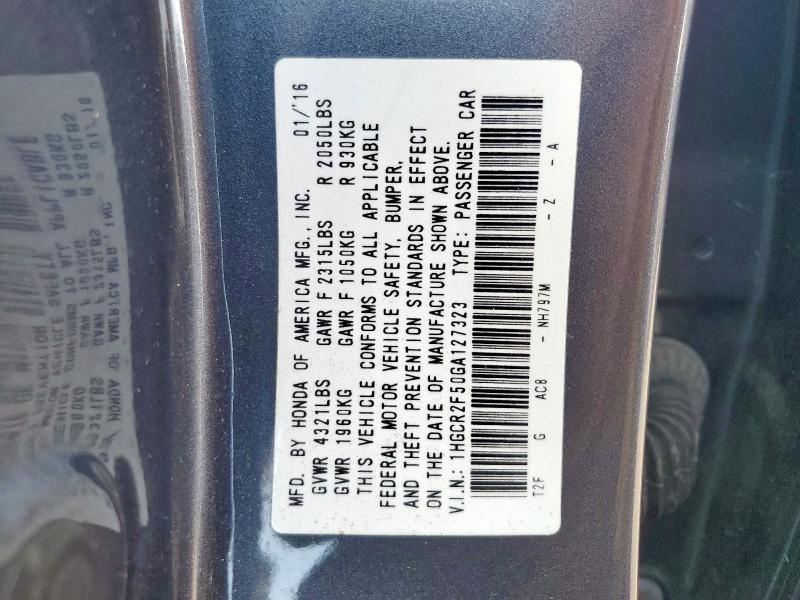 MFD. BY HONDA OF AMERICA MFG., INC. 01/'16
GVWR 4321LBS GAWR F 2315LBS R 2050LBS
GVWR 1960KG GAWR F 1050KG R 930KG
THIS VEHICLE CONFORMS TO ALL APPLICABLE
FEDERAL MOTOR VEHICLE SAFETY, BUMPER,
AND THEFT PREVENTION STANDARDS IN EFFECT
ON THE DATE OF MANUFACTURE SHOWN ABOVE.
V.I.N.: 1HGCR2F50GA127323 TYPE: PASSENGER CAR
T2F G AC8 - NH797M - Z - A